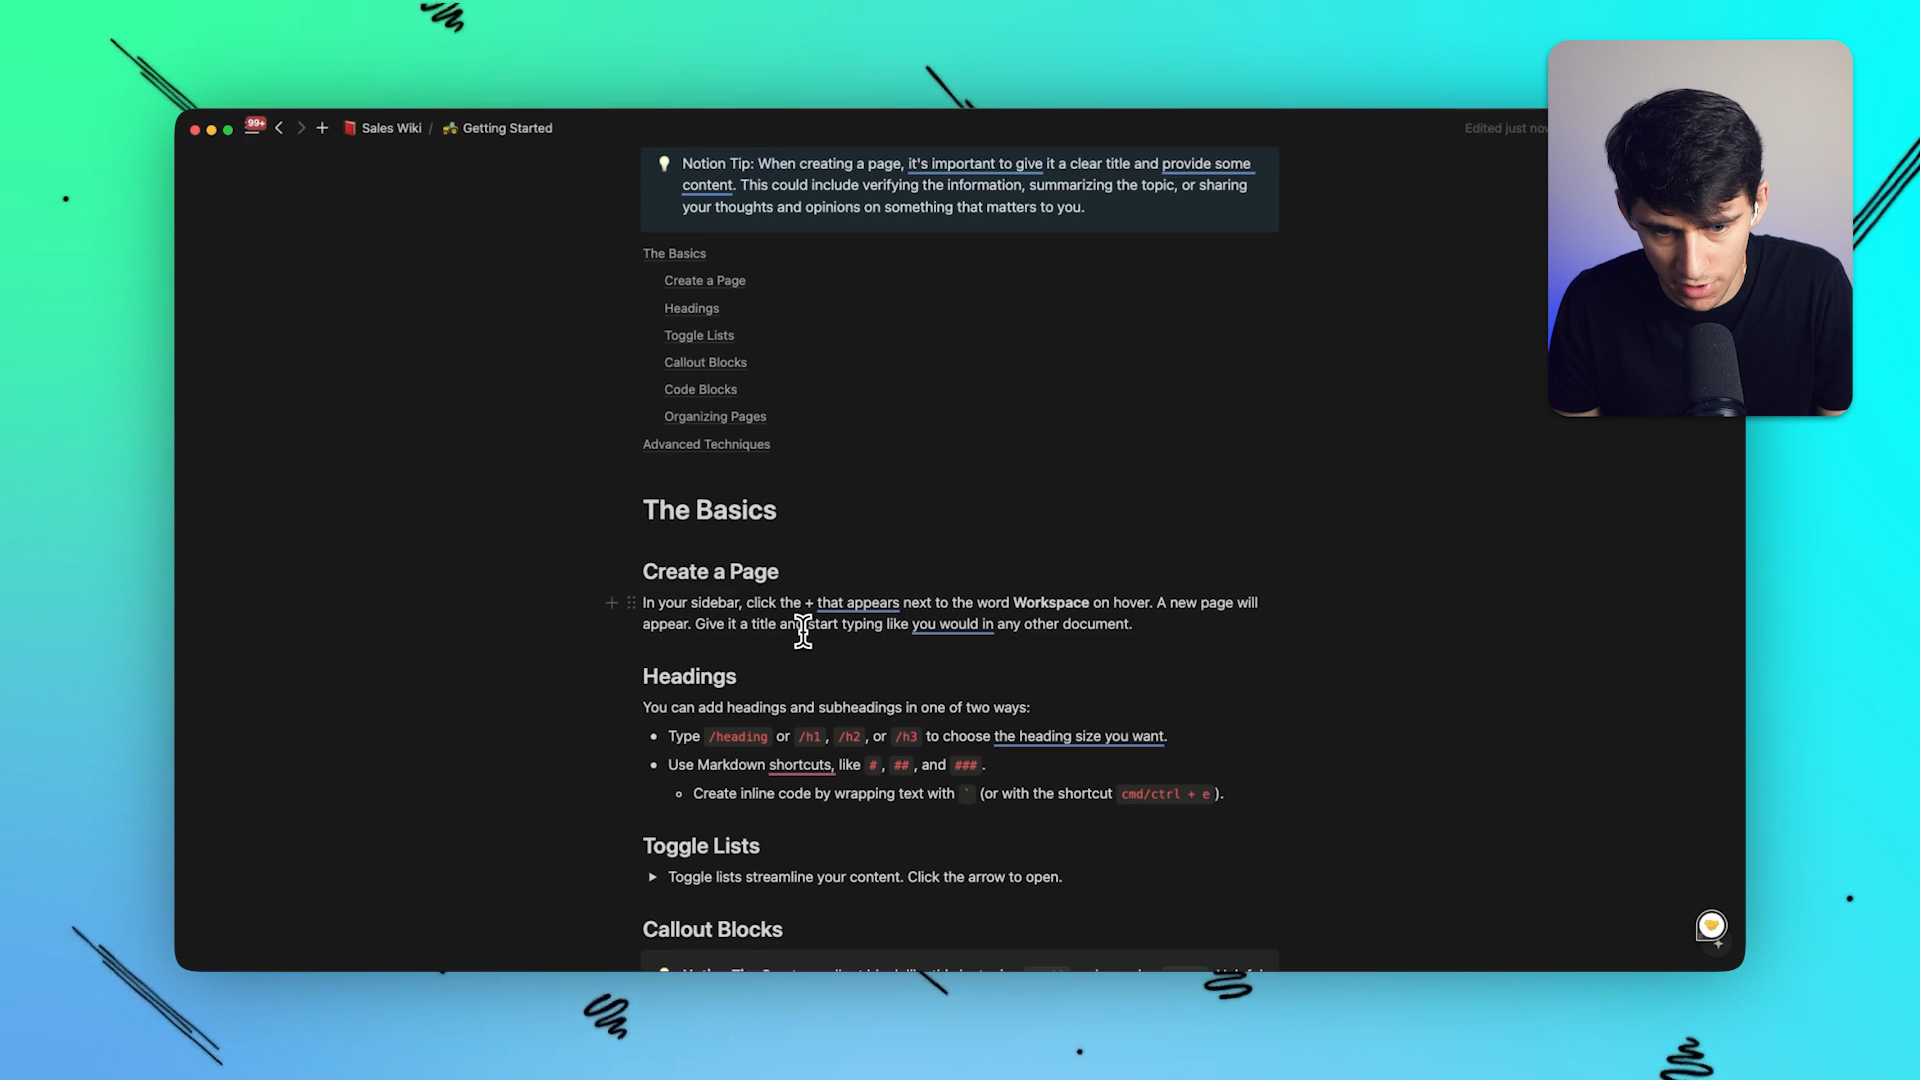 99+
Sales Wiki / Getting Started
Edited just now
Notion Tip: When creating a page, it's important to give it a clear title and provide some
content. This could include verifying the information, summarizing the topic, or sharing
your thoughts and opinions on something that matters to you.
The Basics
Create a Page
Headings
Toggle Lists
Callout Blocks
Code Blocks
Organizing Pages
Advanced Techniques
The Basics
Create a Page
In your sidebar, click the + that appears next to the word Workspace on hover. A new page will
appear. Give it a title and start typing like you would in any other document.
Headings
You can add headings and subheadings in one of two ways:
Type /heading or /h1, /h2, or /h3 to choose the heading size you want.
Use Markdown shortcuts, like #, ##, and ###.
Create inline code by wrapping text with ` (or with the shortcut cmd/ctrl + e).
Toggle Lists
Toggle lists streamline your content. Click the arrow to open.
Callout Blocks